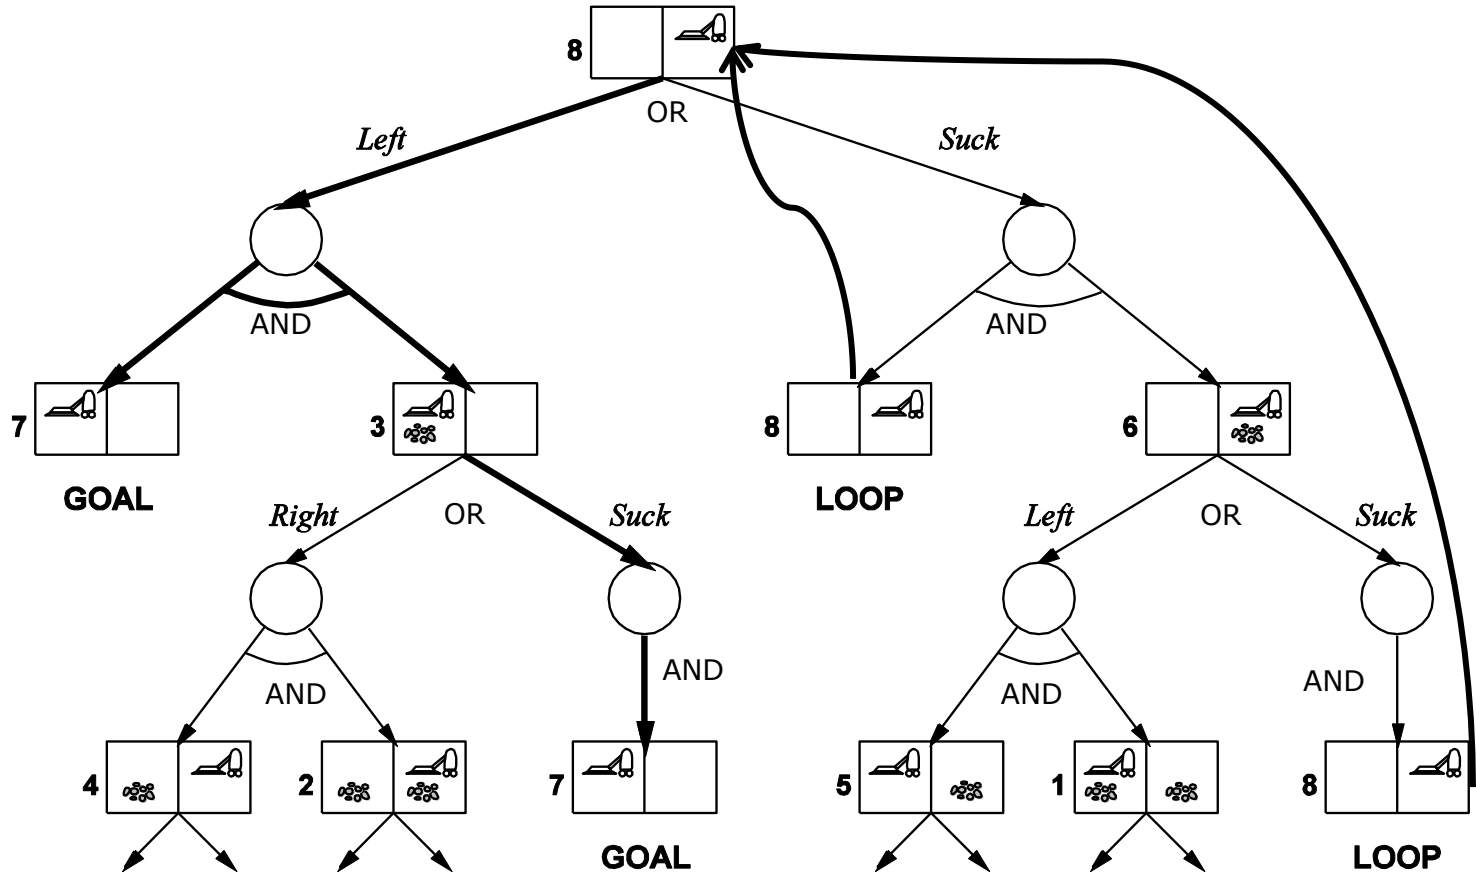 8
OR
Left
Suck
AND
AND
7
3
8
6
GOAL
LOOP
Right
OR
Suck
Left
OR
Suck
AND
AND
AND
AND
4
2
7
5
1
8
GOAL
LOOP